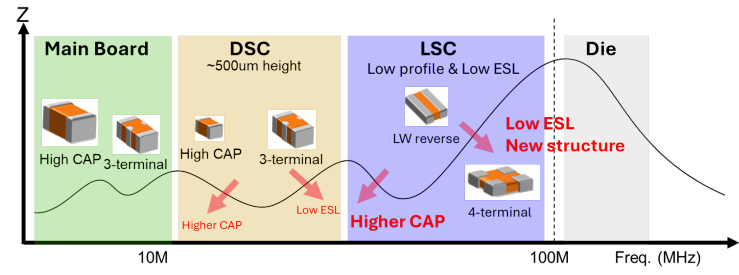 Z
Main Board
DSC
~500um height
LSC
Low profile & Low ESL
Die
High CAP
3-terminal
High CAP
3-terminal
LW reverse
Low ESL
New structure
4-terminal
Higher CAP
Low ESL
Higher CAP
10M
100M
Freq. (MHz)